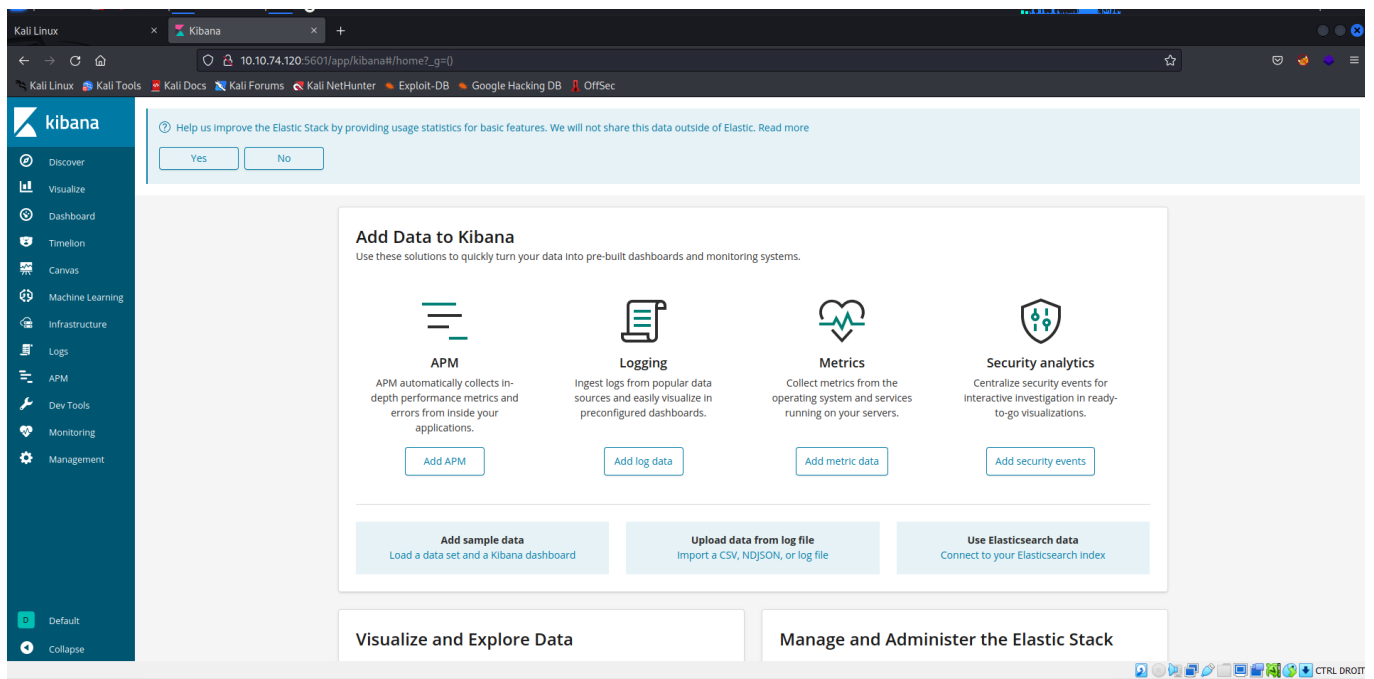 Kali Linux
Kibana
10.10.74.120:5601/app/kibana#/home?_g=()
Kali Linux Kali Tools Kali Docs Kali Forums Kali NetHunter Exploit-DB Google Hacking DB OffSec
kibana
Discover
Visualize
Dashboard
Timelion
Canvas
Machine Learning
Infrastructure
Logs
APM
Dev Tools
Monitoring
Management
D Default
Collapse
Help us improve the Elastic Stack by providing usage statistics for basic features. We will not share this data outside of Elastic. Read more
Yes No
Add Data to Kibana
Use these solutions to quickly turn your data into pre-built dashboards and monitoring systems.
APM
APM automatically collects in-
depth performance metrics and
errors from inside your
applications.
Add APM
Logging
Ingest logs from popular data
sources and easily visualize in
preconfigured dashboards.
Add log data
Metrics
Collect metrics from the
operating system and services
running on your servers.
Add metric data
Security analytics
Centralize security events for
interactive investigation in ready-
to-go visualizations.
Add security events
Add sample data
Load a data set and a Kibana dashboard
Upload data from log file
Import a CSV, NDJSON, or log file
Use Elasticsearch data
Connect to your Elasticsearch index
Visualize and Explore Data
Manage and Administer the Elastic Stack
CTRL DROIT